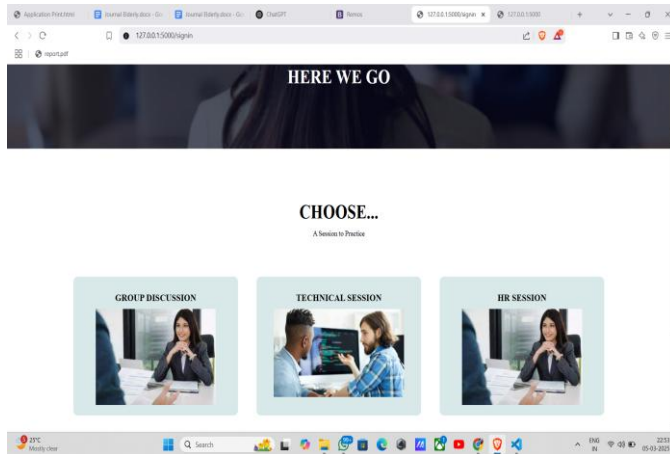 Application Print.html
Journal Elderly.docx - Go
Journal Elderly.docx - Go
ChatGPT
127.0.0.1:5000/signin
127.0.0.1:5000
127.0.0.1:5000/signin
report.pdf
HERE WE GO
CHOOSE...
A Session to Practice
GROUP DISCUSSION
TECHNICAL SESSION
HR SESSION
25°C
Mostly clear
Search
ENG
IN
22:53
05-03-2025